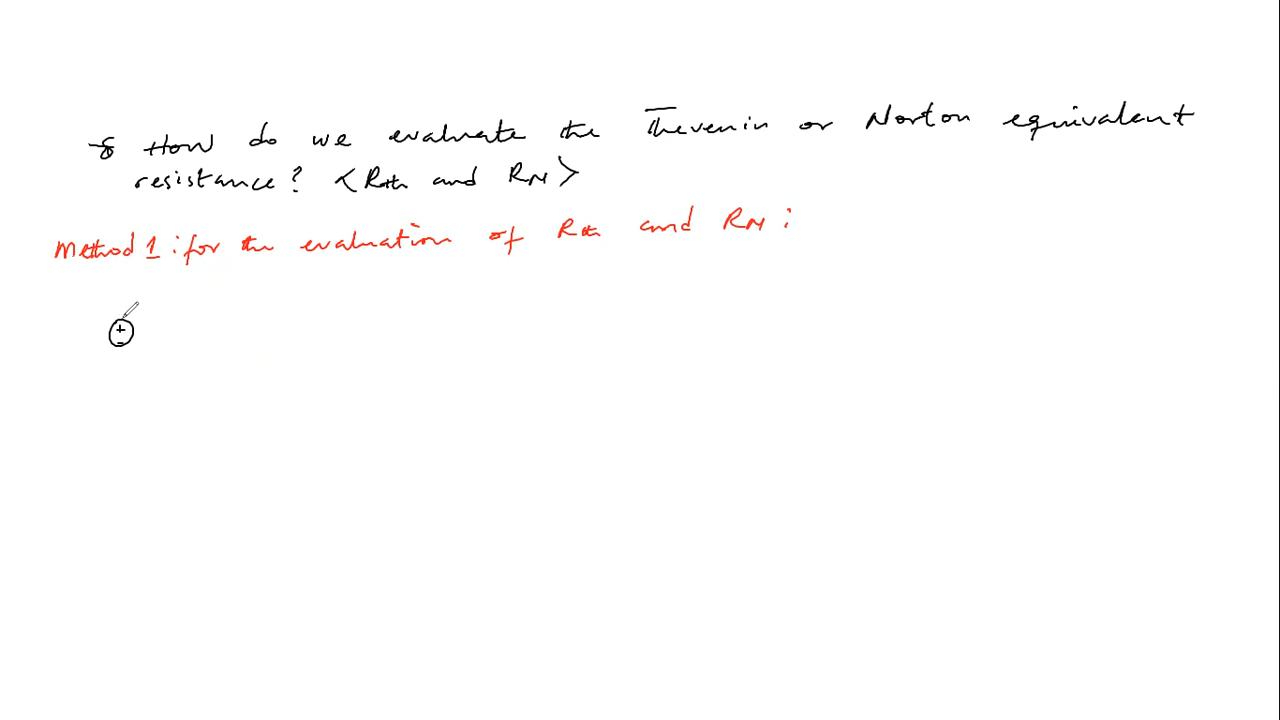 How do we evaluate the Thevenin or Norton equivalent
resistance? <Rth and RN>
Method 1: for the evaluation of Rth and RN:
+
-